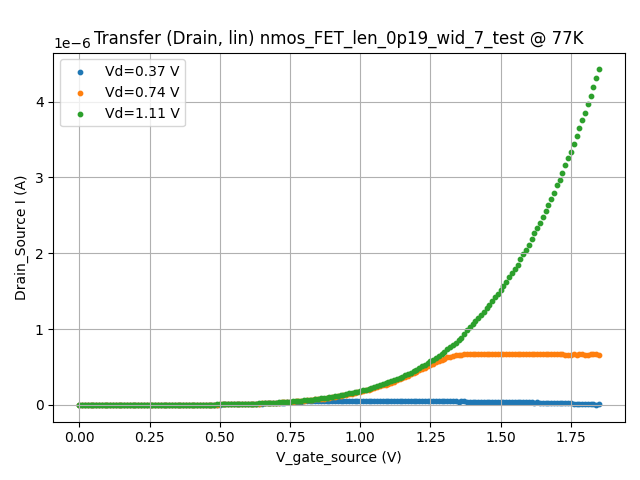 1e−6 Transfer (Drain, lin) nmos_FET_len_0p19_wid_7_test @ 77K
Vd=0.37 V
Vd=0.74 V
Vd=1.11 V
Drain_Source I (A)
4
3
2
1
0
0.00 0.25 0.50 0.75 1.00 1.25 1.50 1.75
V_gate_source (V)